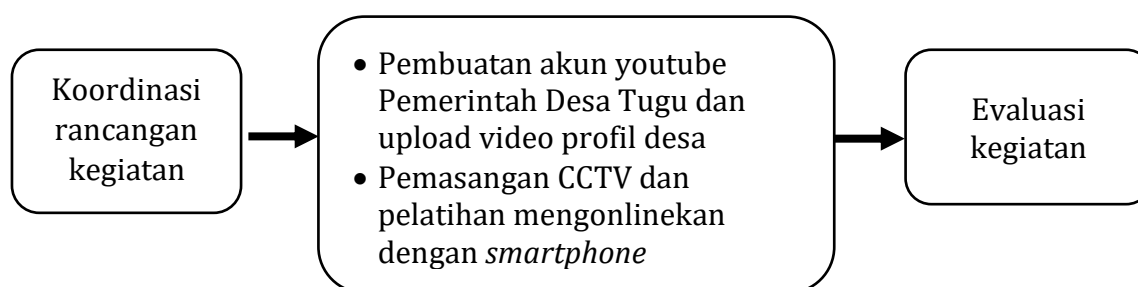 Koordinasi
rancangan
kegiatan
• Pembuatan akun youtube
Pemerintah Desa Tugu dan
upload video profil desa
• Pemasangan CCTV dan
pelatihan mengonlinekan
dengan smartphone
Evaluasi
kegiatan